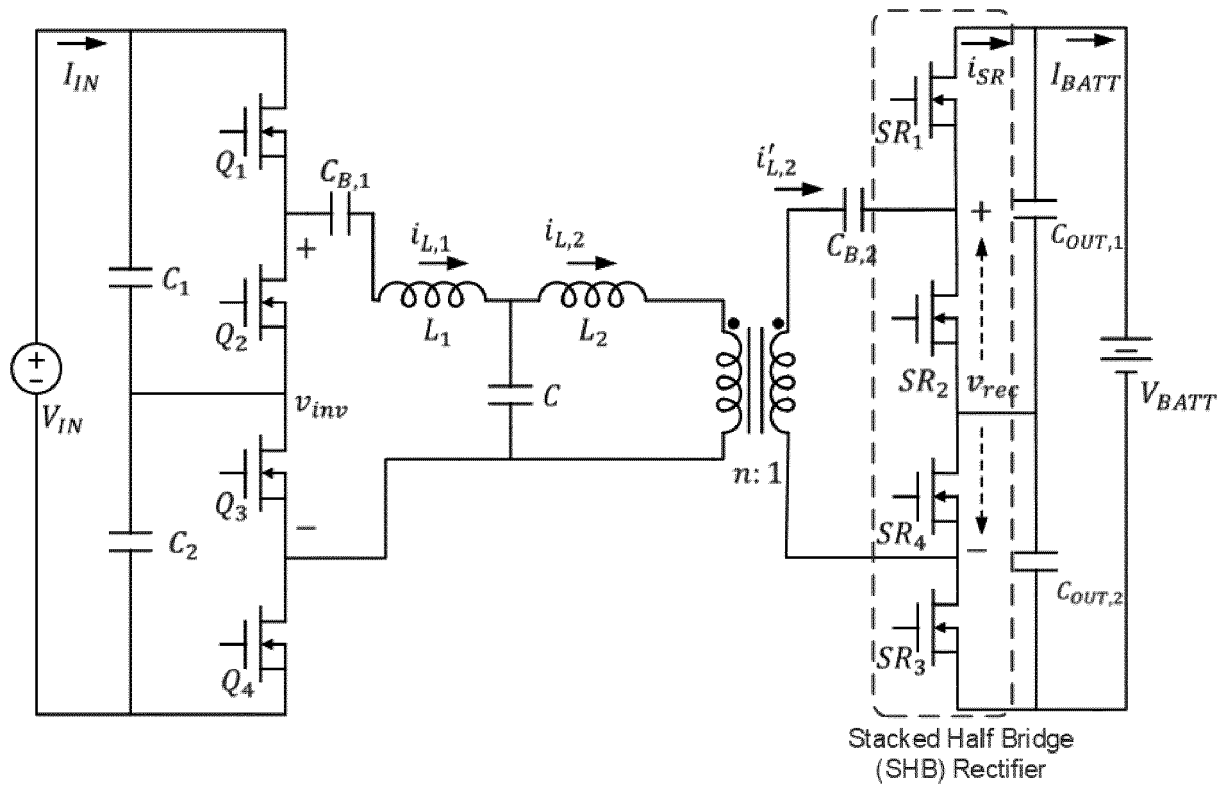 I_IN
Q_1
C_B,1
C_1
Q_2
V_IN
v_inv
Q_3
C_2
Q_4
+
−
i_L,1
i_L,2
L_1
L_2
C
n: 1
i'_L,2
C_B,2
SR_1
i_SR
I_BATT
+
C_OUT,1
SR_2
v_rec
V_BATT
SR_4
−
C_OUT,2
SR_3
Stacked Half Bridge
(SHB) Rectifier